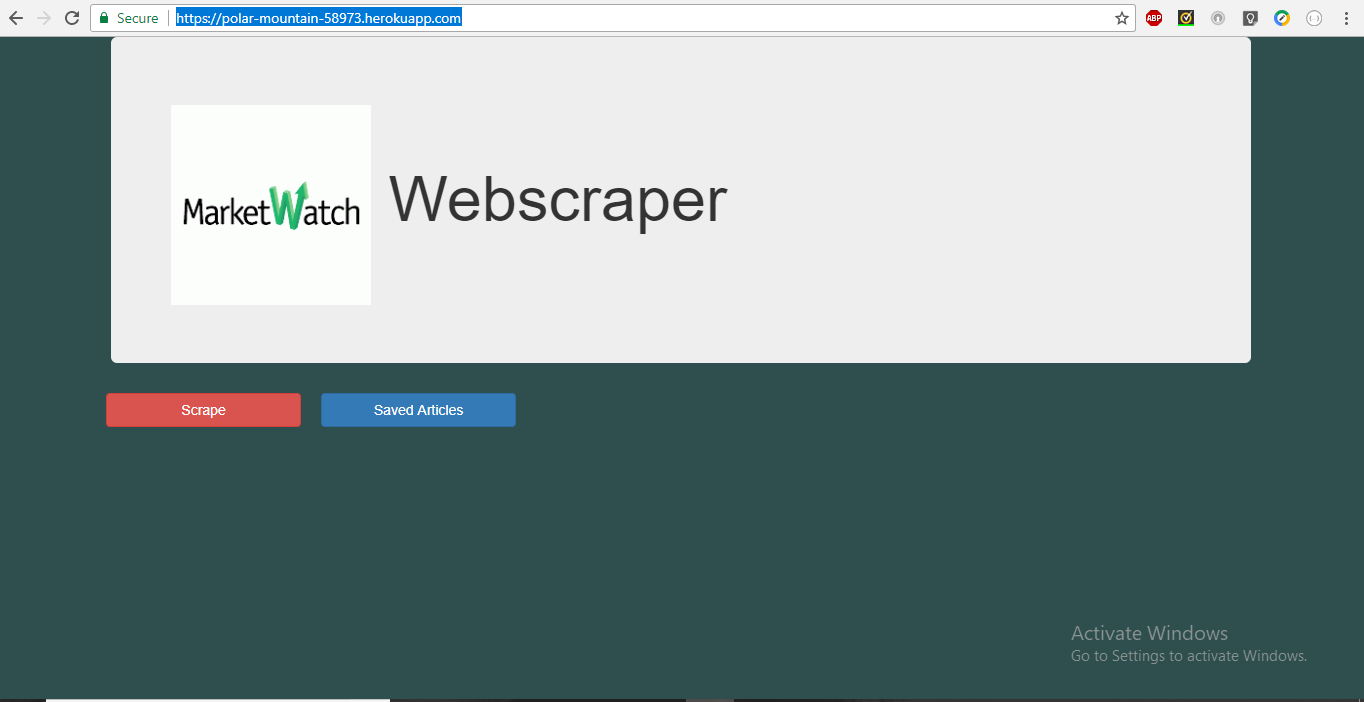 Secure
https://polar-mountain-58973.herokuapp.com
ABP
MarketWatch
Webscraper
Scrape
Saved Articles
Activate Windows
Go to Settings to activate Windows.